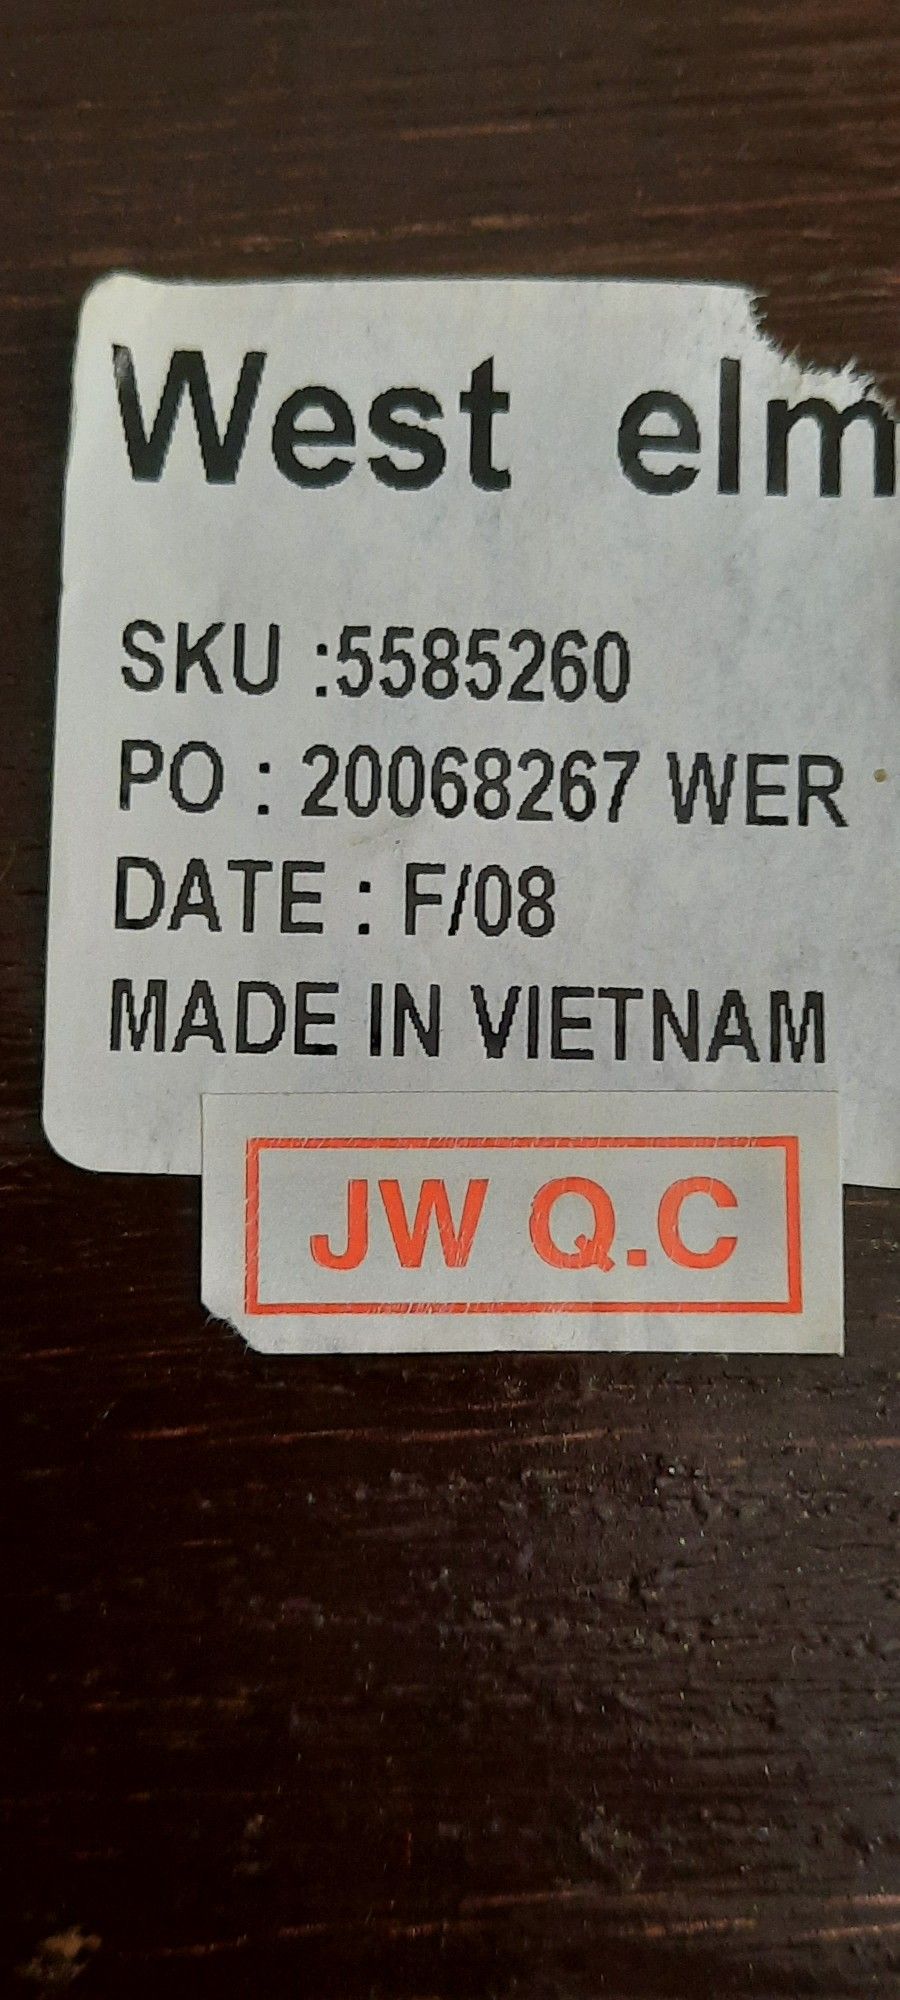 West elm
SKU :5585260
PO : 20068267 WER
DATE : F/08
MADE IN VIETNAM
JW Q.C